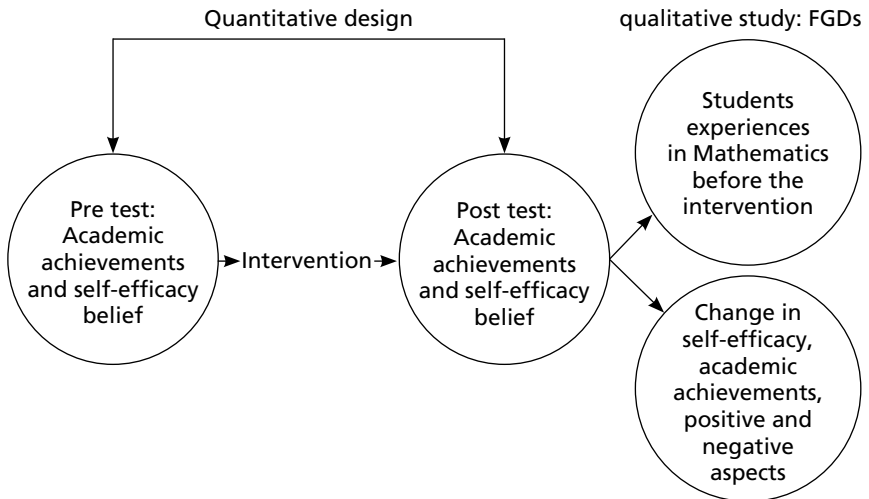 Quantitative design
qualitative study: FGDs
Pre test:
Academic
achievements
and self-efficacy
belief
Intervention
Post test:
Academic
achievements
and self-efficacy
belief
Students
experiences
in Mathematics
before the
intervention
Change in
self-efficacy,
academic
achievements,
positive and
negative
aspects